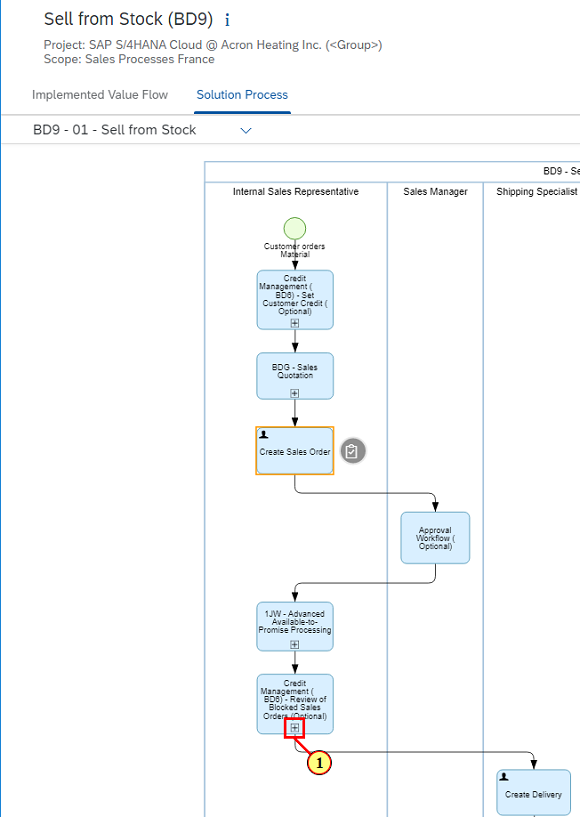 Sell from Stock (BD9)
Project: SAP S/4HANA Cloud @ Acron Heating Inc. (<Group>)
Scope: Sales Processes France
Implemented Value Flow Solution Process
BD9 - 01 - Sell from Stock
BD9 - Se
Internal Sales Representative Sales Manager Shipping Specialist
Customer orders
Material
Credit
Management (
BD6) - Set
Customer Credit (
Optional)
BDG - Sales
Quotation
Create Sales Order
Approval
Workflow (
Optional)
1JW - Advanced
Available-to-
Promise Processing
Credit
Management (
BD6) - Review of
Blocked Sales
Orders (Optional)
1
Create Delivery